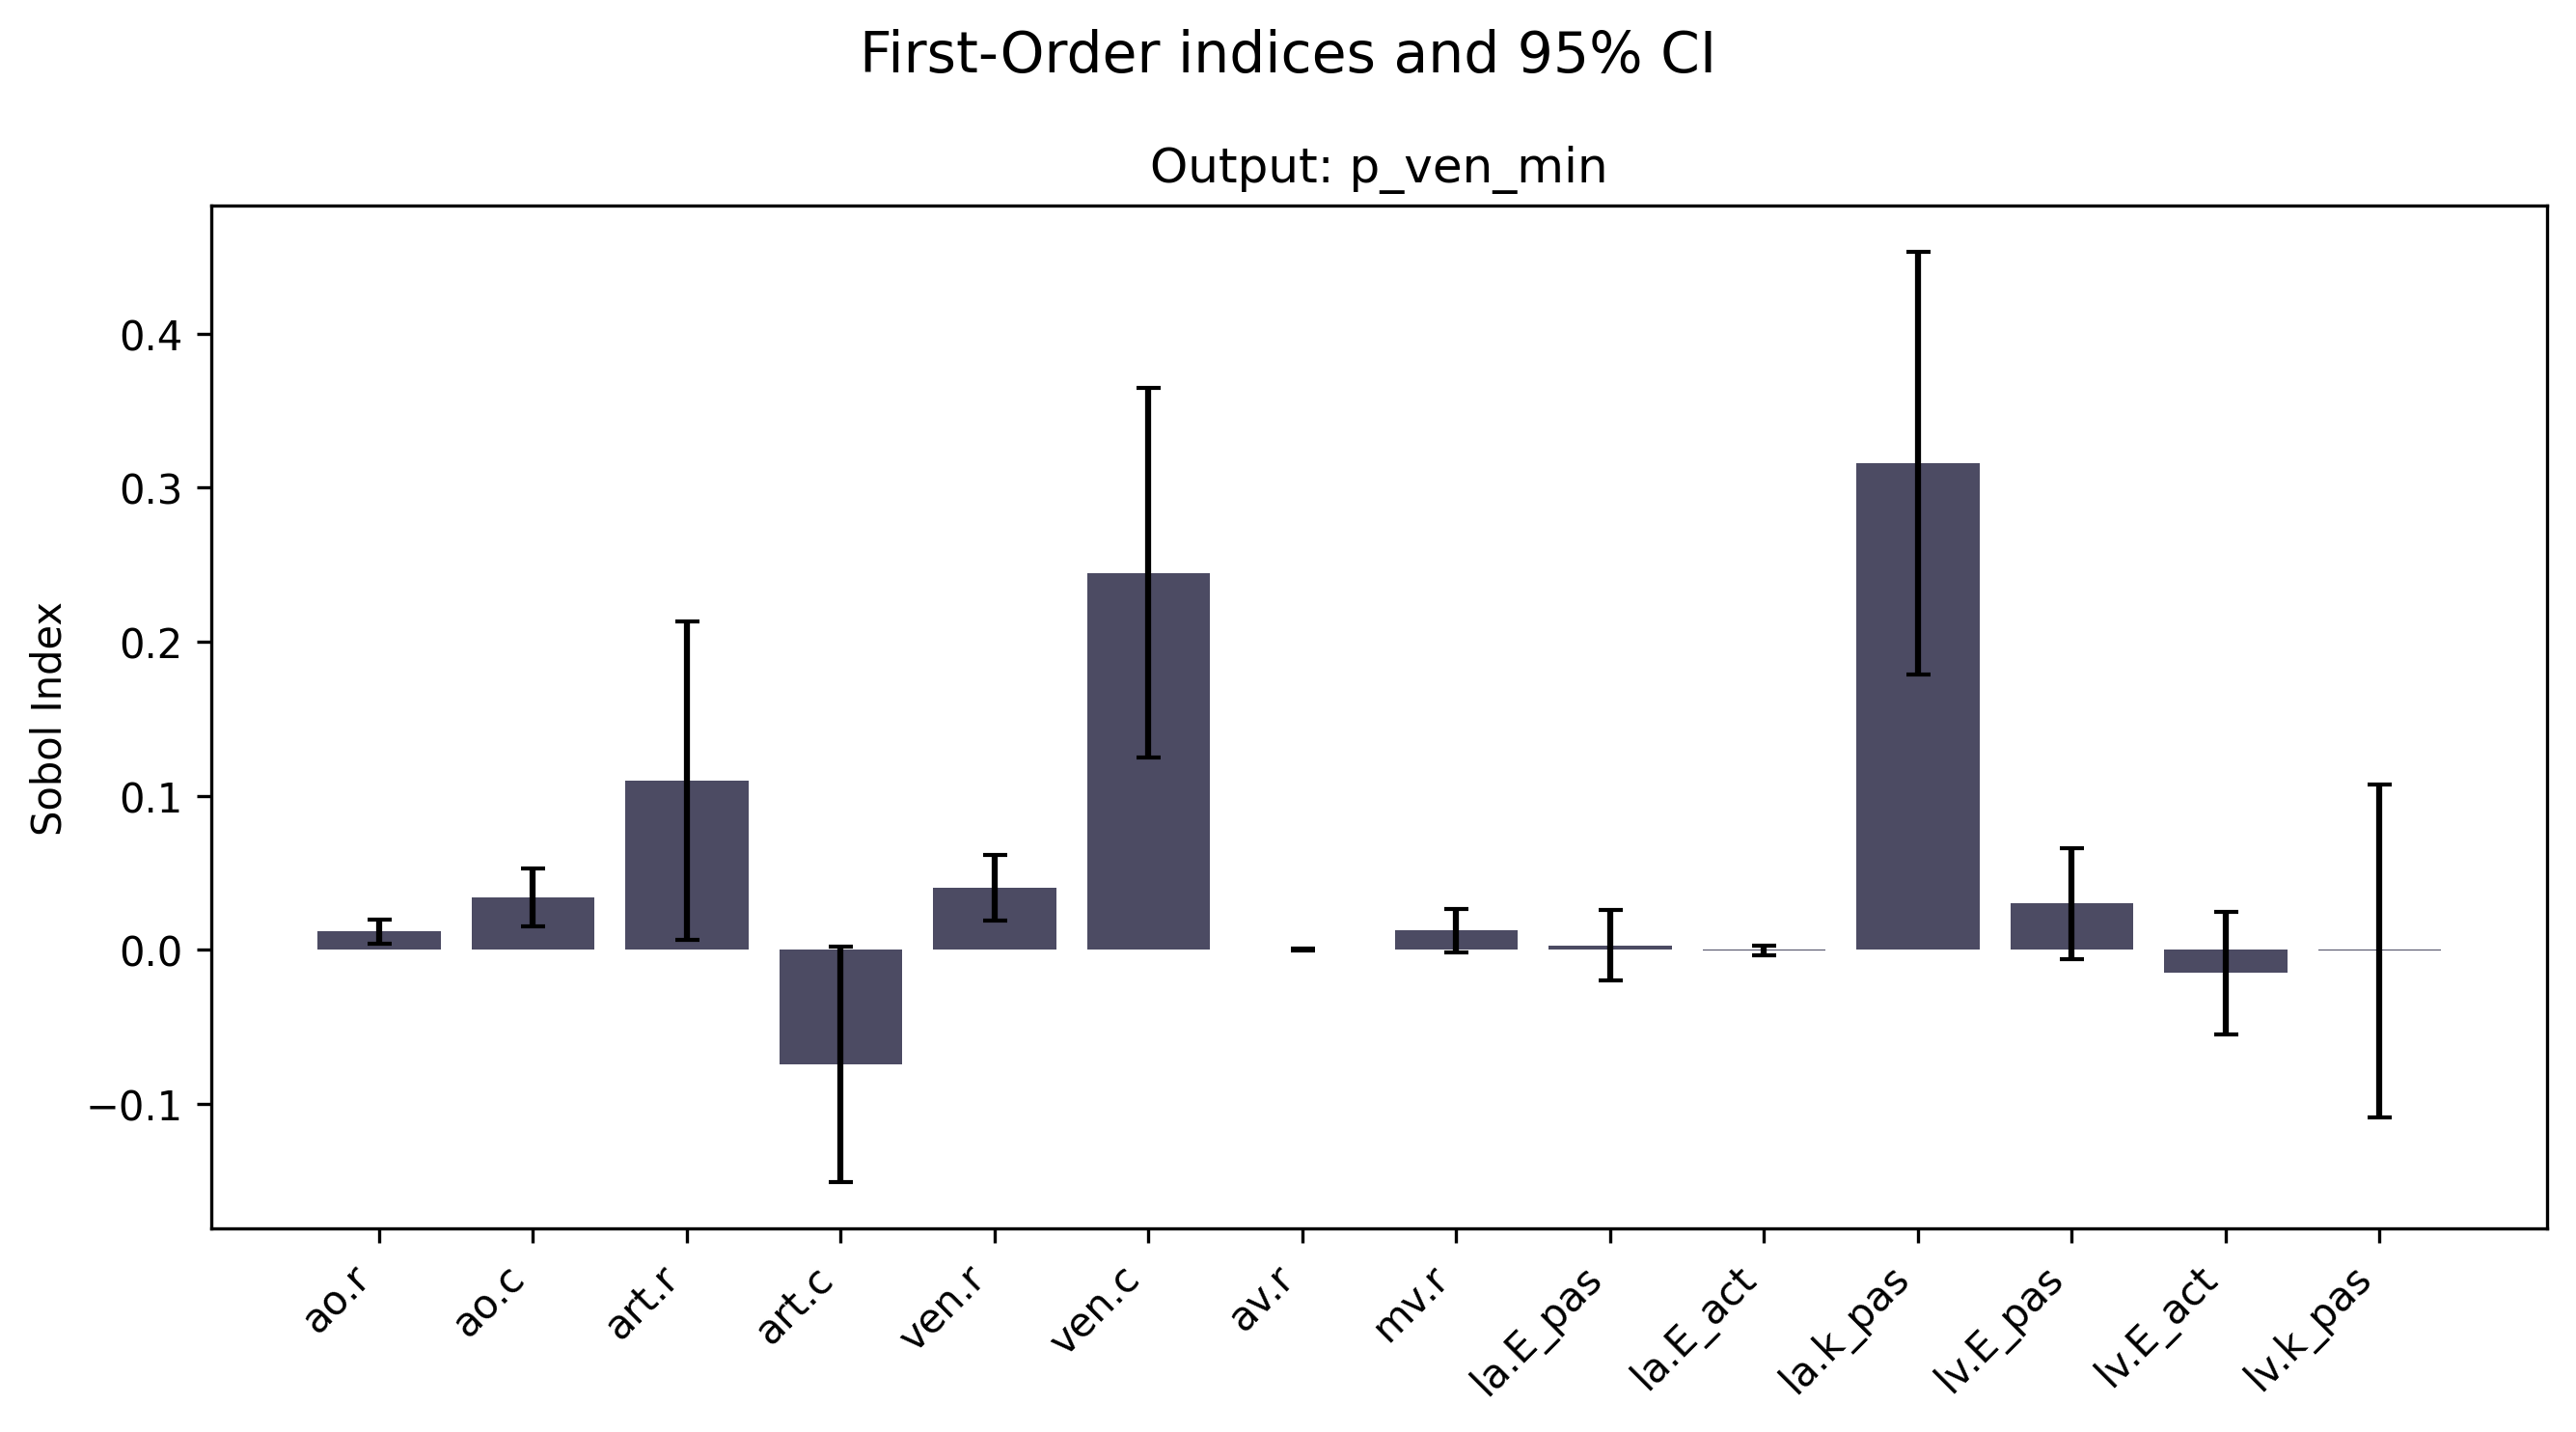 First-Order indices and 95% CI
Output: p_ven_min
Sobol Index
0.4
0.3
0.2
0.1
0.0
−0.1
ao.r
ao.c
art.r
art.c
ven.r
ven.c
av.r
mv.r
la.E_pas
la.E_act
la.k_pas
lv.E_pas
lv.E_act
lv.k_pas